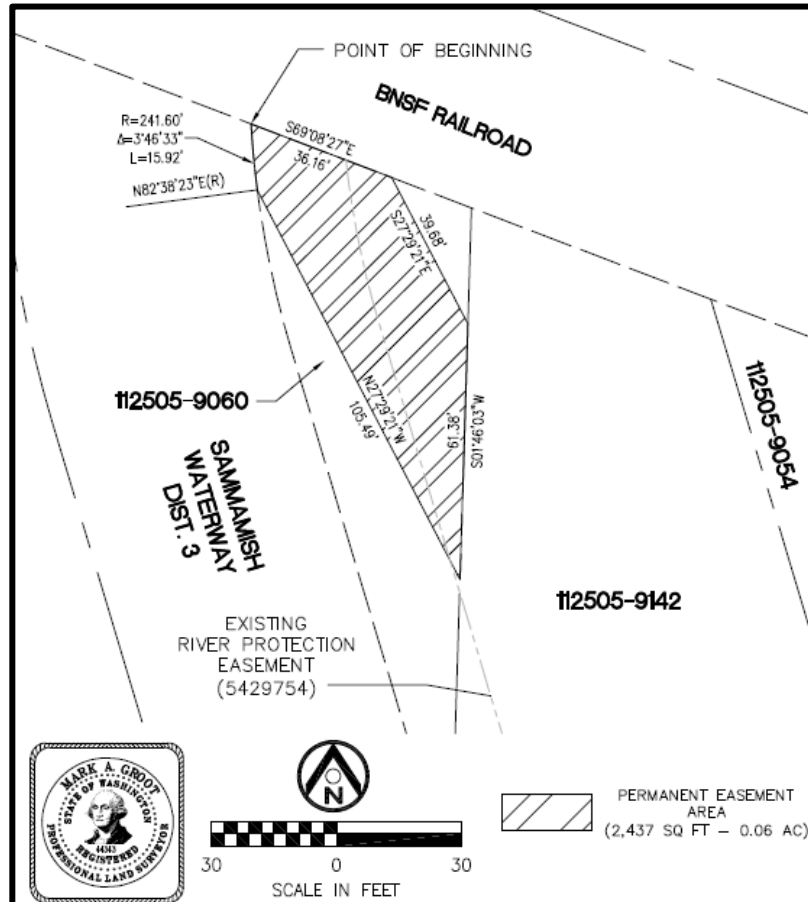 POINT OF BEGINNING
BNSF RAILROAD
R=241.60'
Δ=3°46'33"
L=15.92'
N82°38'23"E(R)
S69°08'27"E
36.16'
39.68'
S27°29'21"E
112505-9060
N27°29'21"W
105.49'
61.38'
S01°46'03"W
112505-9054
SAMMAMISH
WATERWAY
DIST. 3
112505-9142
EXISTING
RIVER PROTECTION
EASEMENT
(5429754)
MARK A. GROOT
STATE OF WASHINGTON
44343
REGISTERED
PROFESSIONAL LAND SURVEYOR
N
30 0 30
SCALE IN FEET
PERMANENT EASEMENT
AREA
(2,437 SQ FT – 0.06 AC)